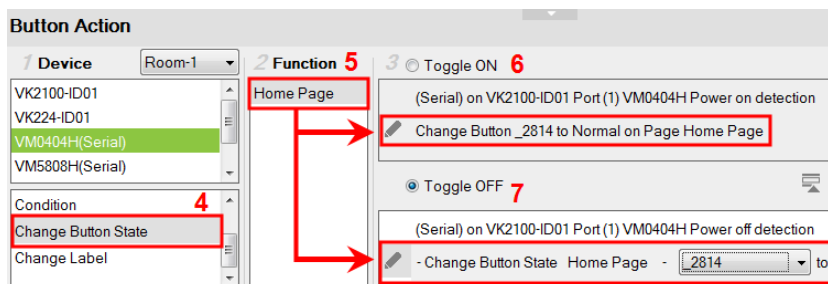 Button Action
1 Device Room-1 2 Function 5 3 Toggle ON 6
VK2100-ID01
VK224-ID01
VM0404H(Serial)
VM5808H(Serial)
Condition 4
Change Button State
Change Label
Home Page
(Serial) on VK2100-ID01 Port (1) VM0404H Power on detection
Change Button _2814 to Normal on Page Home Page
Toggle OFF 7
(Serial) on VK2100-ID01 Port (1) VM0404H Power off detection
- Change Button State Home Page - _2814 to